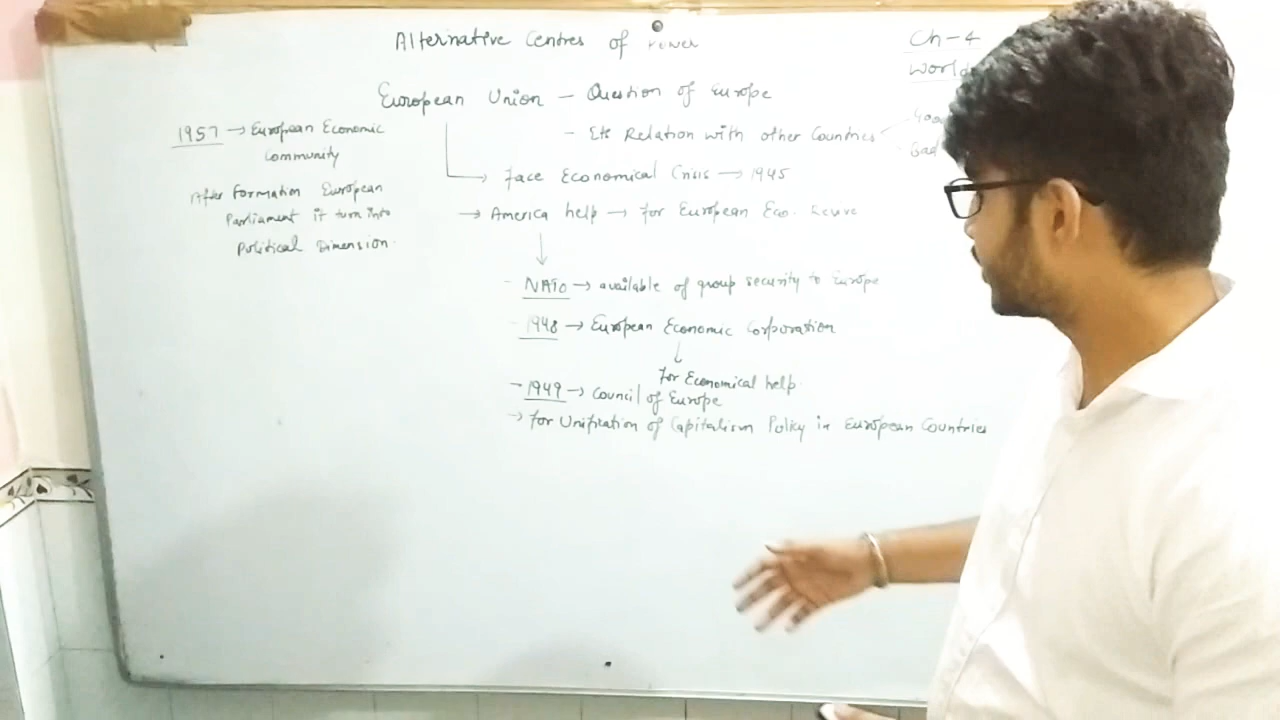 Alternative Centres of Power
Ch-4
World
European Union – Question of Europe
– Its Relation with other Countries
1957 → European Economic
Community
After Formation European
Parliament it turn into
Political Dimension.
→ Face Economical Crisis → 1945
→ America help → for European Eco. Revive
– NATO → available of group security to Europe
– 1948 → European Economic Corporation
for Economical help.
– 1949 → Council of Europe
→ for Unification of Capitalism Policy in European Countries